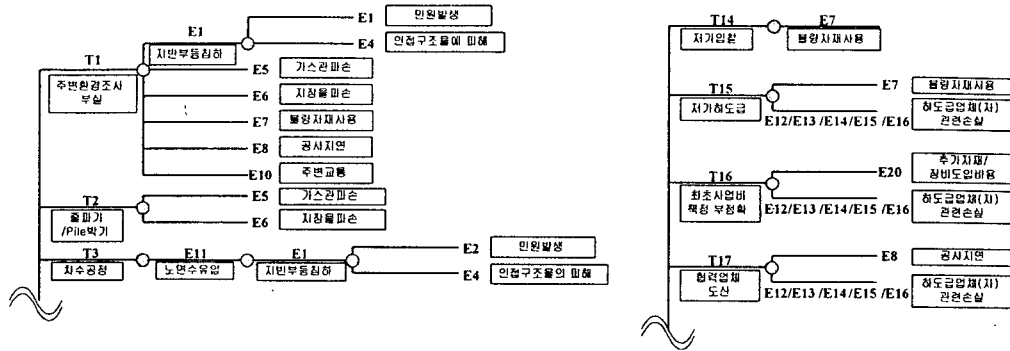 E1
민원발생
E1
지반부등침하
E4
인접구조물에 피해
T1
주변환경조사
부실
E5
가스관파손
E6
지장물파손
E7
불량자재사용
E8
공사지연
E10
주변교통
T2
줄파기
/Pile박기
E5
가스관파손
E6
지장물파손
T3
차수공정
E11
노면수유입
E1
지반부등침하
E2
민원발생
E4
인접구조물의 피해
T14
저가입찰
E7
불량자재사용
T15
저가하도급
E7
불량자재사용
E12/E13 /E14/E15 /E16
하도급업체(자)
관련손실
T16
최초사업비
책정 부정확
E20
추가자재/
장비도입비용
E12/E13 /E14/E15 /E16
하도급업체(자)
관련손실
T17
협력업체
도산
E8
공사지연
E12/E13 /E14/E15 /E16
하도급업체(자)
관련손실